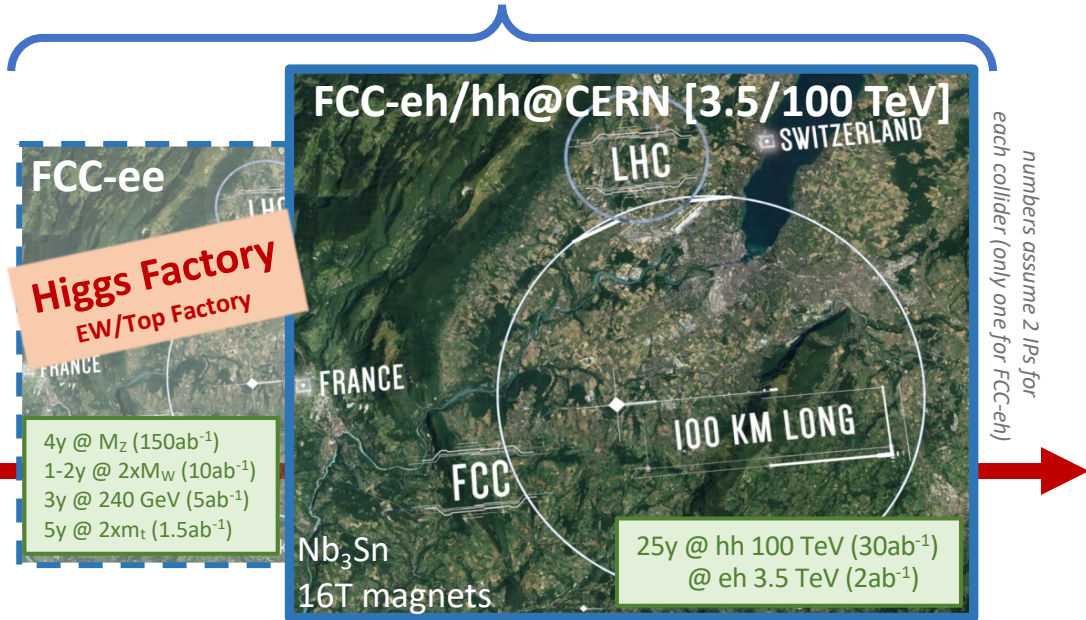 FCC-eh/hh@CERN [3.5/100 TeV]
LHC
SWITZERLAND
FCC-ee
LHC
Higgs Factory
EW/Top Factory
FRANCE
FRANCE
100 KM LONG
FCC
4y @ M_Z (150ab⁻¹)
1-2y @ 2xM_W (10ab⁻¹)
3y @ 240 GeV (5ab⁻¹)
5y @ 2xm_t (1.5ab⁻¹)
Nb₃Sn
16T magnets
25y @ hh 100 TeV (30ab⁻¹)
@ eh 3.5 TeV (2ab⁻¹)
numbers assume 2 IPs for
each collider (only one for FCC-eh)